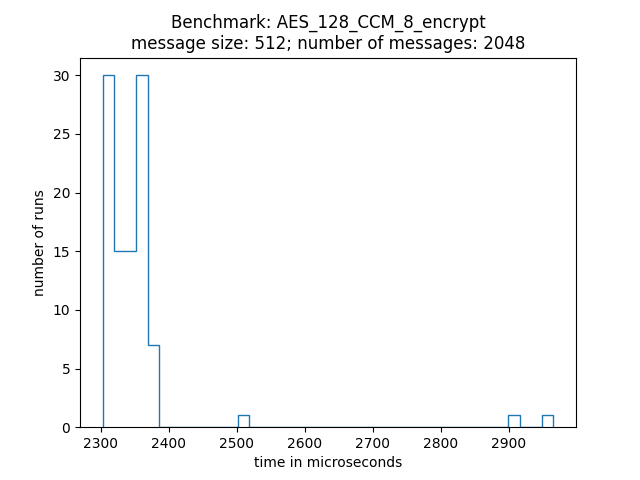 Benchmark: AES_128_CCM_8_encrypt
message size: 512; number of messages: 2048
30
25
20
15
10
5
0
number of runs
2300 2400 2500 2600 2700 2800 2900
time in microseconds